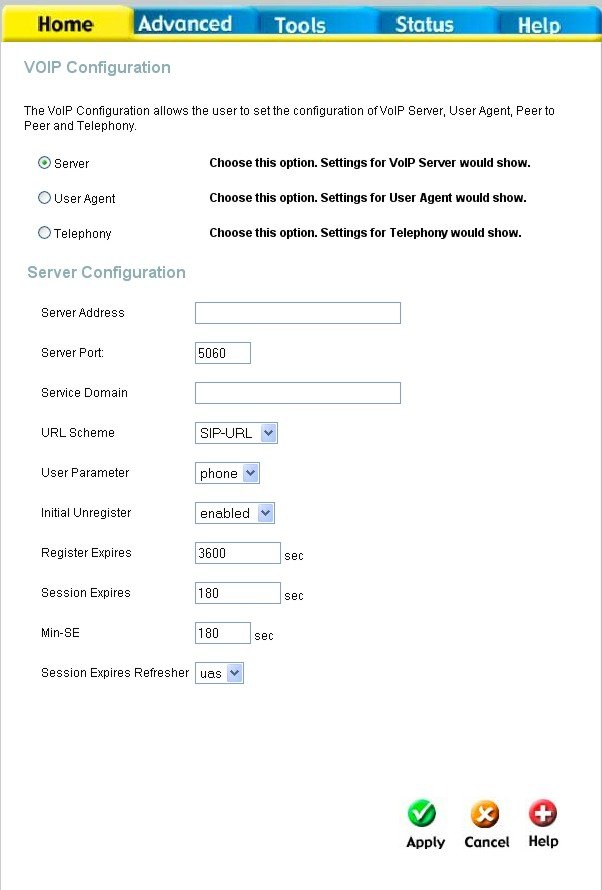 Home Advanced Tools Status Help
VOIP Configuration
The VoIP Configuration allows the user to set the configuration of VoIP Server, User Agent, Peer to
Peer and Telephony.
Server Choose this option. Settings for VoIP Server would show.
User Agent Choose this option. Settings for User Agent would show.
Telephony Choose this option. Settings for Telephony would show.
Server Configuration
Server Address
Server Port: 5060
Service Domain
URL Scheme SIP-URL
User Parameter phone
Initial Unregister enabled
Register Expires 3600 sec
Session Expires 180 sec
Min-SE 180 sec
Session Expires Refresher uas
Apply Cancel Help